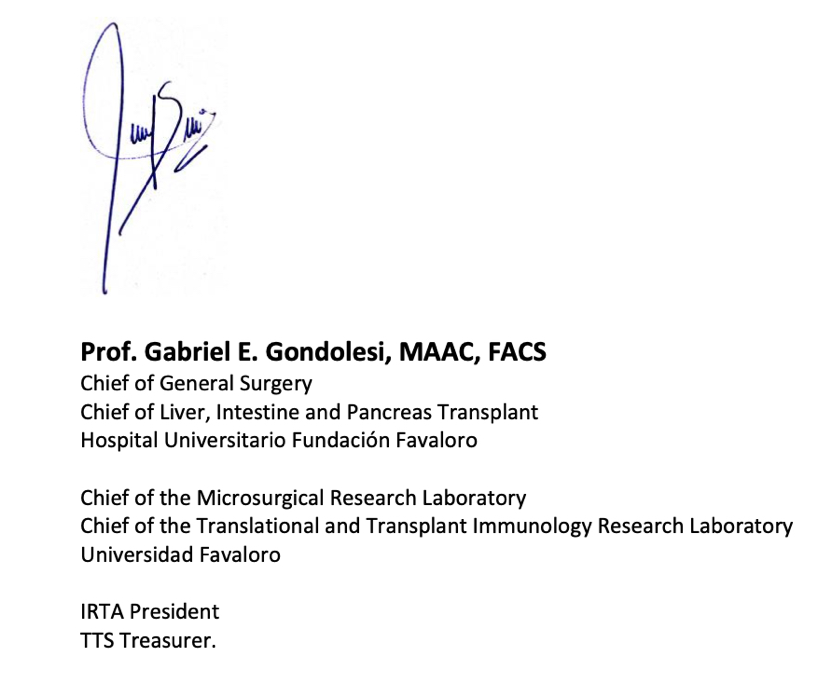 Prof. Gabriel E. Gondolesi, MAAC, FACS
Chief of General Surgery
Chief of Liver, Intestine and Pancreas Transplant
Hospital Universitario Fundación Favaloro
Chief of the Microsurgical Research Laboratory
Chief of the Translational and Transplant Immunology Research Laboratory
Universidad Favaloro
IRTA President
TTS Treasurer.